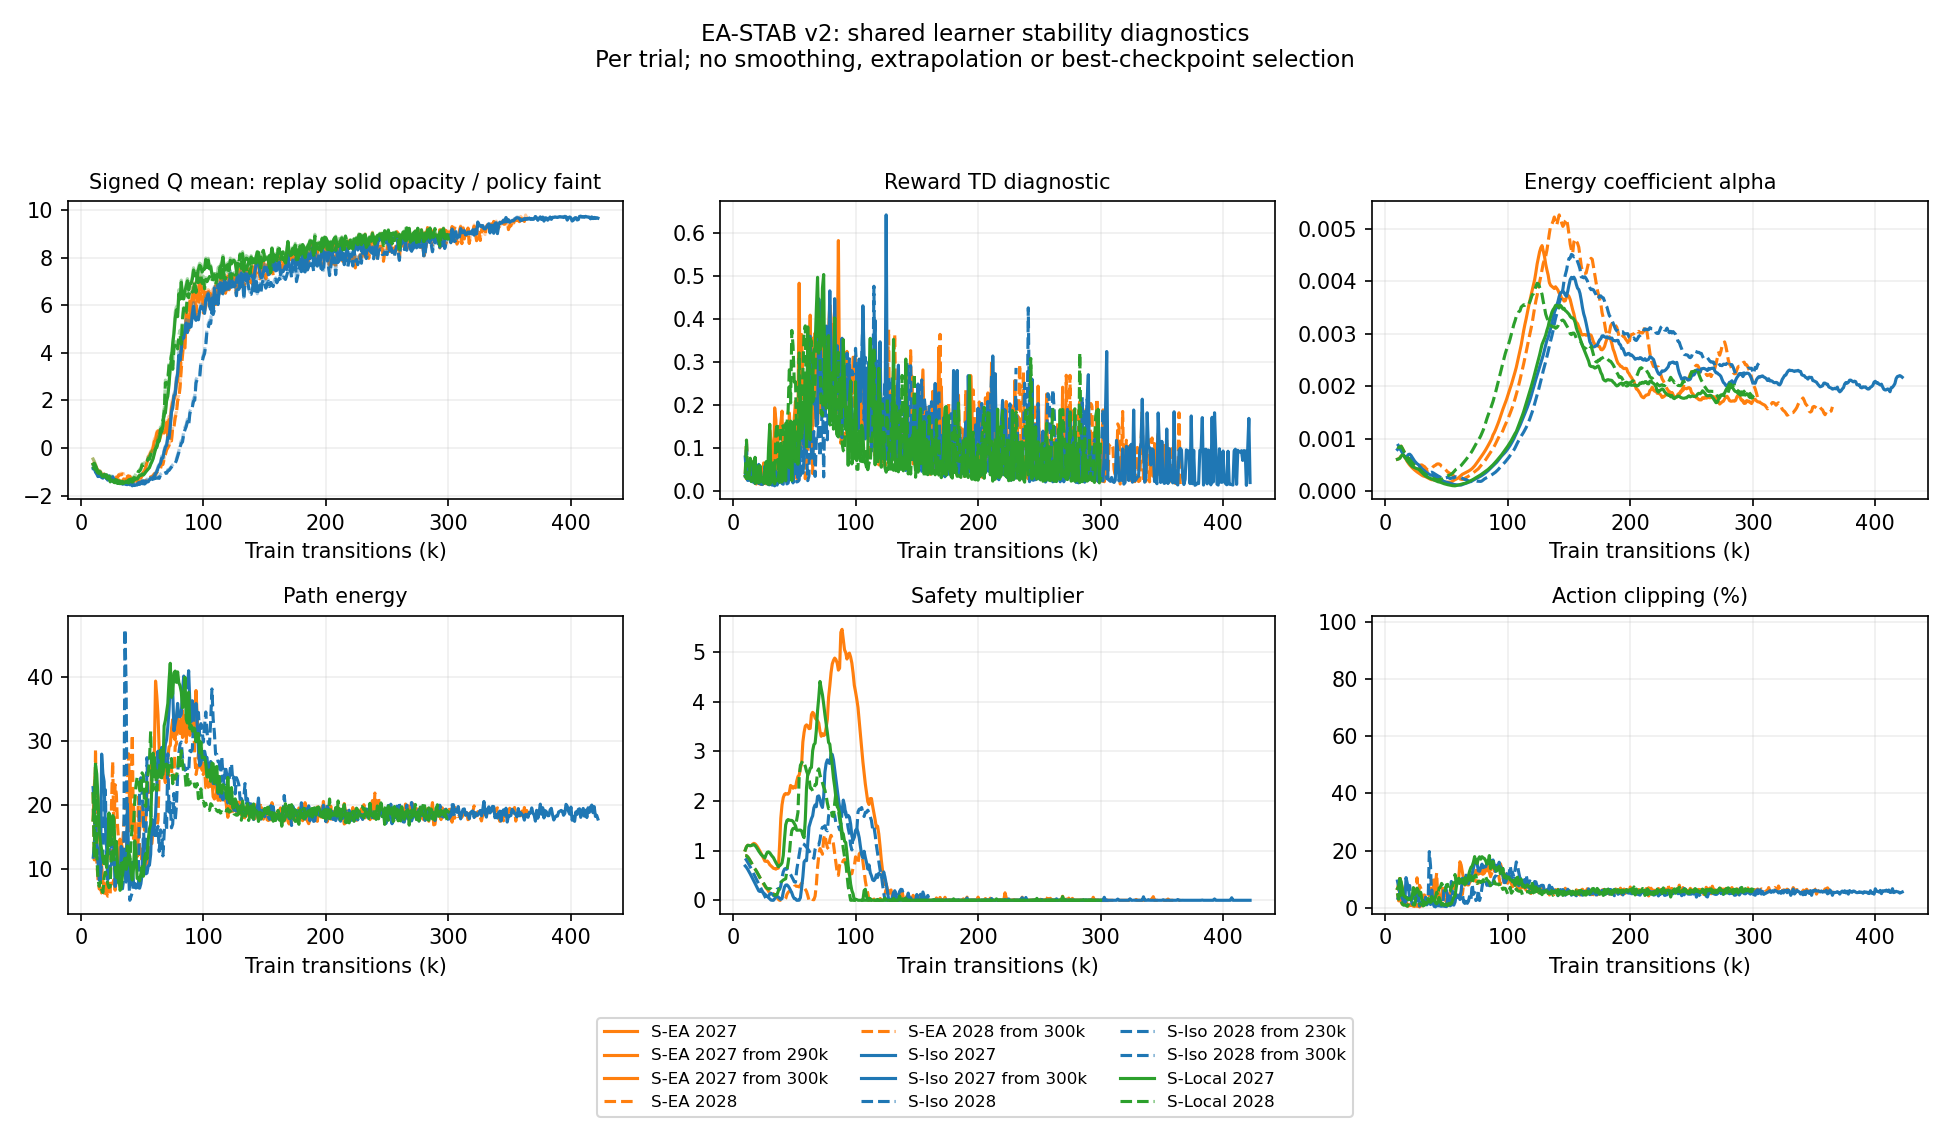 EA-STAB v2: shared learner stability diagnostics
Per trial; no smoothing, extrapolation or best-checkpoint selection
Signed Q mean: replay solid opacity / policy faint
10
8
6
4
2
0
−2
0 100 200 300 400
Train transitions (k)
Reward TD diagnostic
0.6
0.5
0.4
0.3
0.2
0.1
0.0
0 100 200 300 400
Train transitions (k)
Energy coefficient alpha
0.005
0.004
0.003
0.002
0.001
0.000
0 100 200 300 400
Train transitions (k)
Path energy
40
30
20
10
0 100 200 300 400
Train transitions (k)
Safety multiplier
5
4
3
2
1
0
0 100 200 300 400
Train transitions (k)
Action clipping (%)
100
80
60
40
20
0
0 100 200 300 400
Train transitions (k)
S-EA 2027
S-EA 2027 from 290k
S-EA 2027 from 300k
S-EA 2028
S-EA 2028 from 300k
S-Iso 2027
S-Iso 2027 from 300k
S-Iso 2028
S-Iso 2028 from 230k
S-Iso 2028 from 300k
S-Local 2027
S-Local 2028